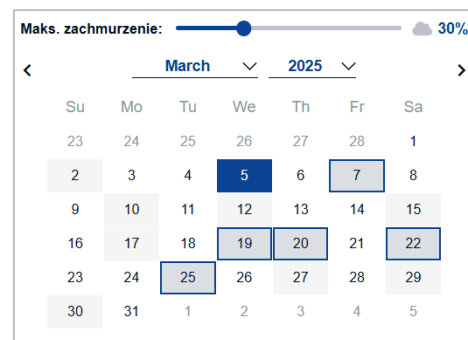 Maks. zachmurzenie: 30%
March 2025
Su Mo Tu We Th Fr Sa
23 24 25 26 27 28 1
2 3 4 5 6 7 8
9 10 11 12 13 14 15
16 17 18 19 20 21 22
23 24 25 26 27 28 29
30 31 1 2 3 4 5